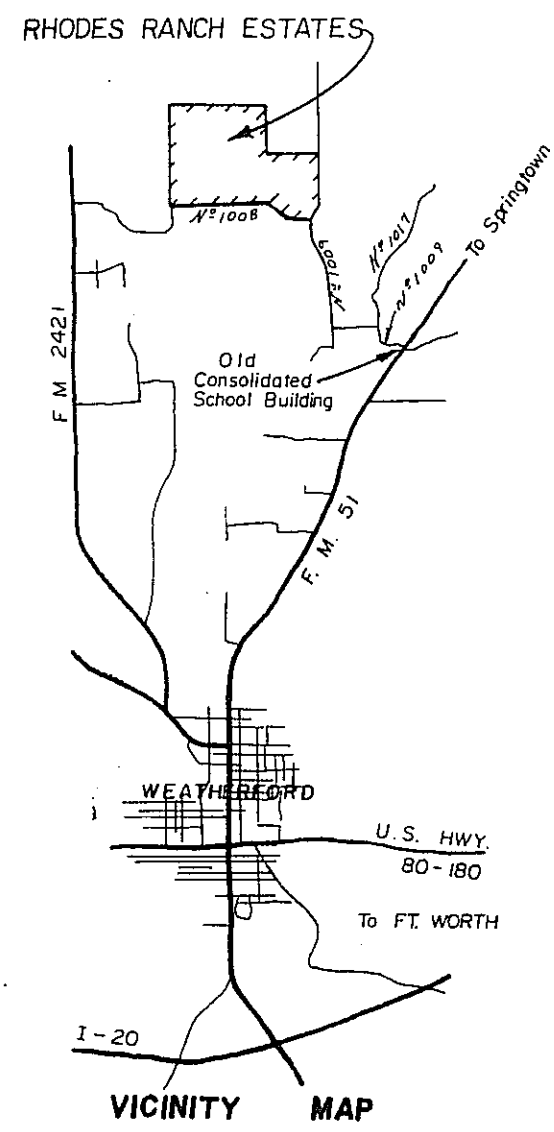 RHODES RANCH ESTATES
Nº 1008
Nº 1009
Nº 1017
Nº 1009
To Springtown
FM 2421
Old
Consolidated
School Building
F. M. 51
WEATHERFORD
U.S. HWY.
80-180
To FT. WORTH
I-20
VICINITY MAP